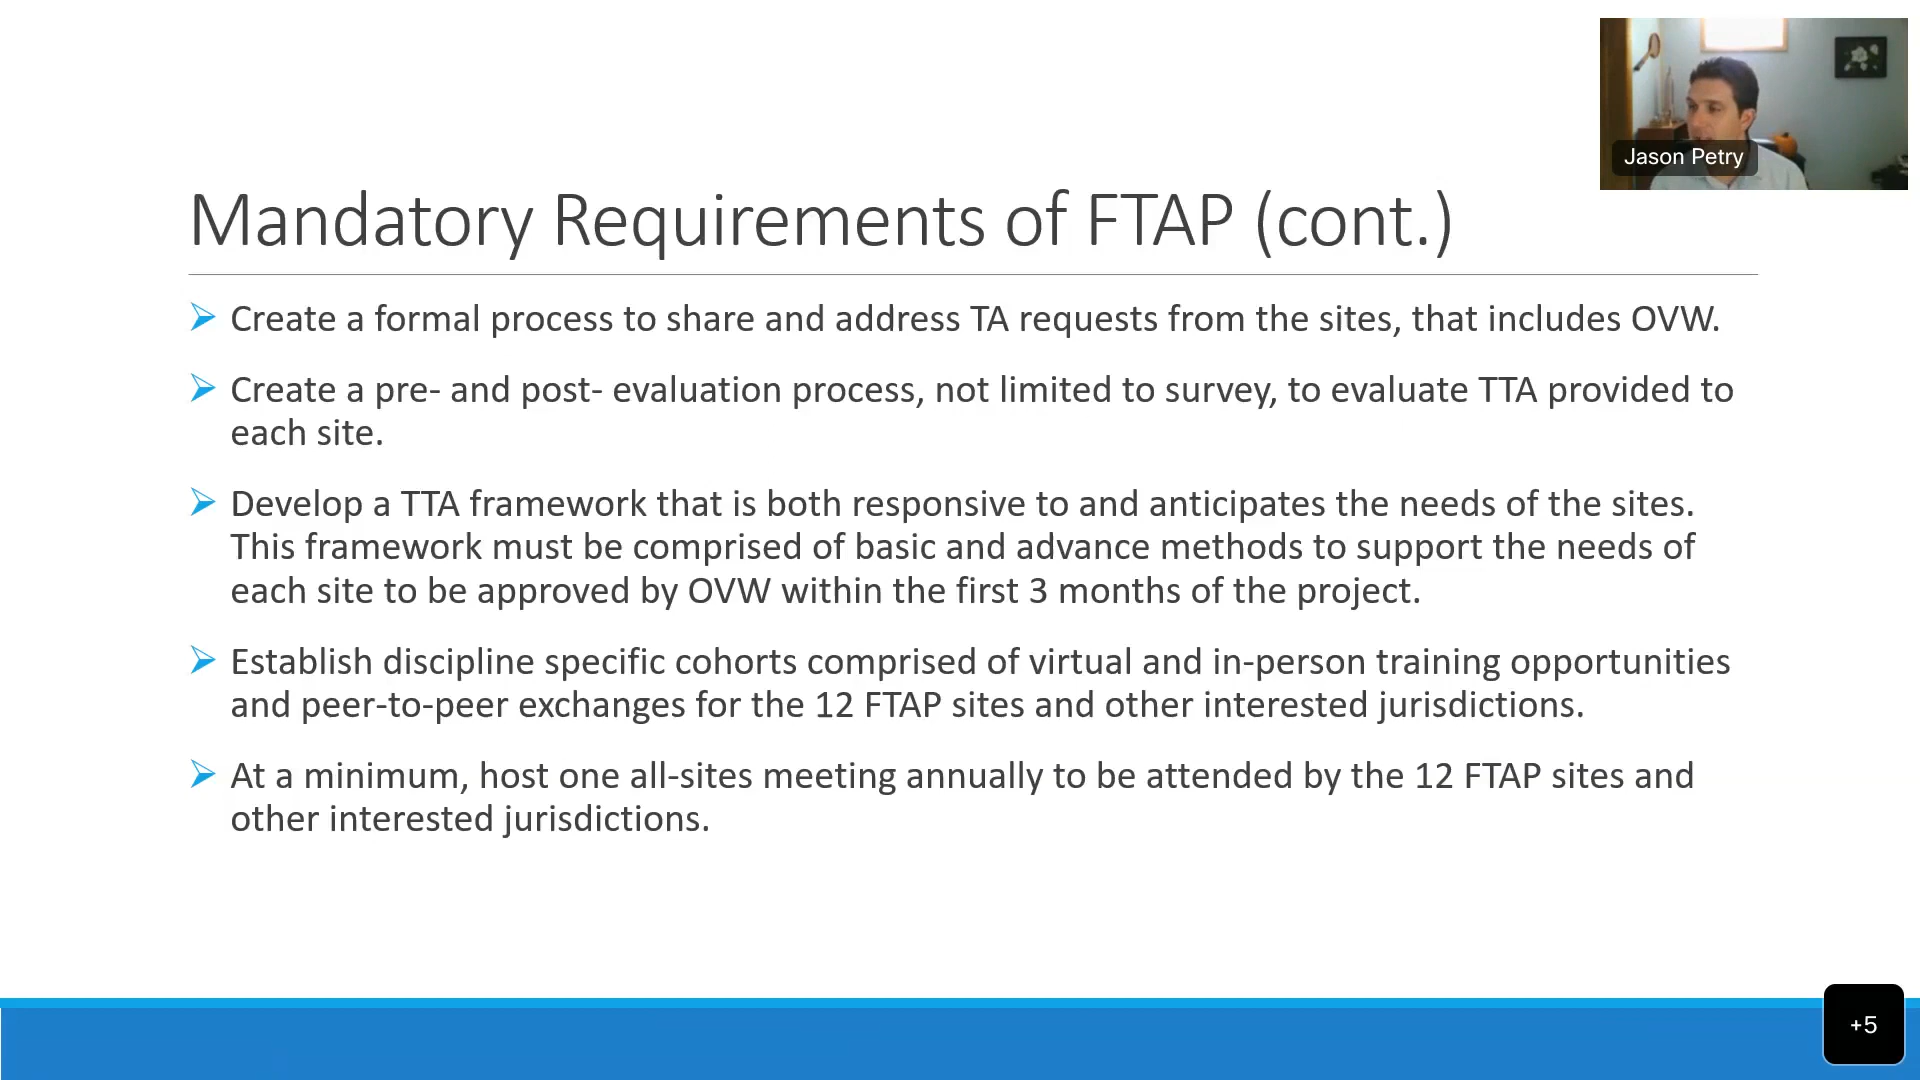 Jason Petry
Mandatory Requirements of FTAP (cont.)
Create a formal process to share and address TA requests from the sites, that includes OVW.
Create a pre- and post- evaluation process, not limited to survey, to evaluate TTA provided to
each site.
Develop a TTA framework that is both responsive to and anticipates the needs of the sites.
This framework must be comprised of basic and advance methods to support the needs of
each site to be approved by OVW within the first 3 months of the project.
Establish discipline specific cohorts comprised of virtual and in-person training opportunities
and peer-to-peer exchanges for the 12 FTAP sites and other interested jurisdictions.
At a minimum, host one all-sites meeting annually to be attended by the 12 FTAP sites and
other interested jurisdictions.
+5